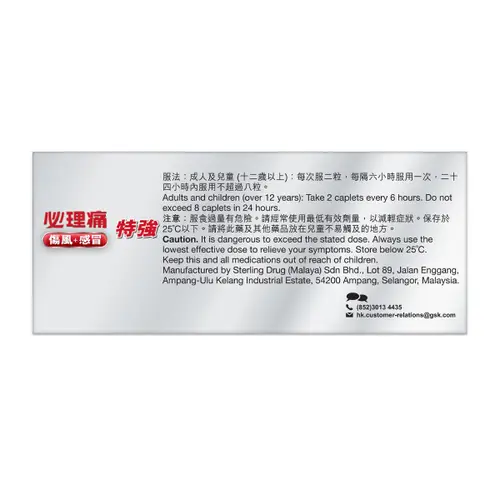 必理痛
傷風•感冒
特強
服法：成人及兒童 (十二歲以上)：每次服二粒，每隔六小時服用一次，二十
四小時內服用不超過八粒。
Adults and children (over 12 years): Take 2 caplets every 6 hours. Do not
exceed 8 caplets in 24 hours.
注意：服食過量有危險。請經常使用最低有效劑量，以減輕症狀。保存於
25℃以下。請將此藥及其他藥品放在兒童不易觸及的地方。
Caution. It is dangerous to exceed the stated dose. Always use the
lowest effective dose to relieve your symptoms. Store below 25℃.
Keep this and all medications out of reach of children.
Manufactured by Sterling Drug (Malaya) Sdn Bhd., Lot 89, Jalan Enggang,
Ampang-Ulu Kelang Industrial Estate, 54200 Ampang, Selangor, Malaysia.
(852)3013 4435
hk.customer-relations@gsk.com